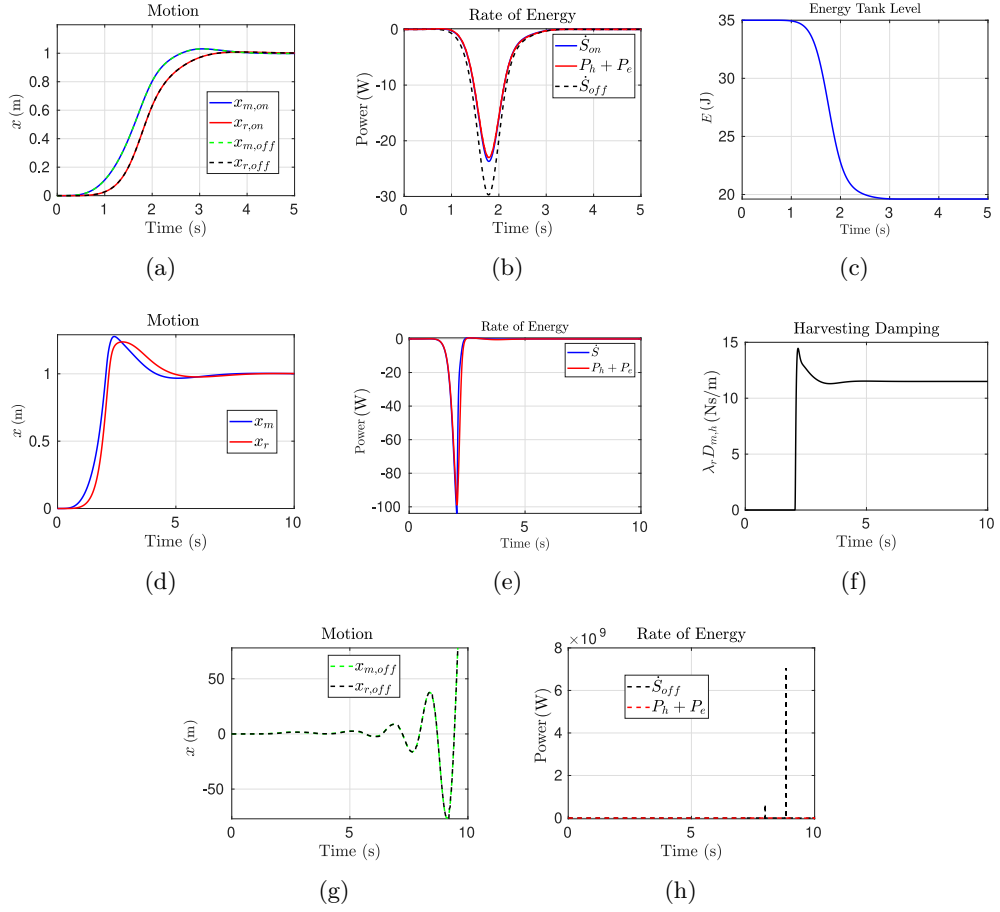 Motion
1
0.8
0.6
0.4
0.2
0
x (m)
x_{m,on}
x_{r,on}
x_{m,off}
x_{r,off}
0 1 2 3 4 5
Time (s)
(a)
Rate of Energy
0
-10
-20
-30
Power (W)
Ṡ_{on}
P_h + P_e
Ṡ_{off}
0 1 2 3 4 5
Time (s)
(b)
Energy Tank Level
35
30
25
20
E (J)
0 1 2 3 4 5
Time (s)
(c)
Motion
1
0.5
0
x (m)
x_m
x_r
0 5 10
Time (s)
(d)
Rate of Energy
0
-20
-40
-60
-80
-100
Power (W)
Ṡ
P_h + P_e
0 5 10
Time (s)
(e)
Harvesting Damping
15
10
5
0
λ_r D_{m,h} (Ns/m)
0 5 10
Time (s)
(f)
Motion
50
0
-50
x (m)
x_{m,off}
x_{r,off}
0 5 10
Time (s)
(g)
×10^9
Rate of Energy
8
6
4
2
0
Power (W)
Ṡ_{off}
P_h + P_e
0 5 10
Time (s)
(h)